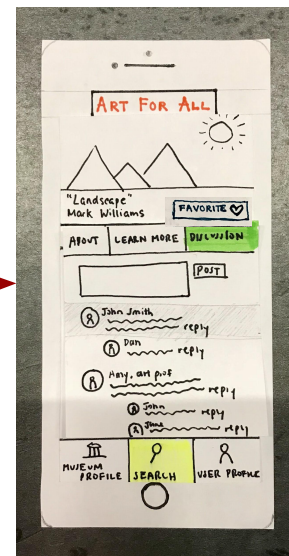 ART FOR ALL
"Landscape"
Mark Williams
FAVORITE
ABOUT LEARN MORE DISCUSSION
POST
John Smith
reply
Dan
reply
Amy, art prof
reply
John
reply
reply
MUSEUM PROFILE
SEARCH
USER PROFILE